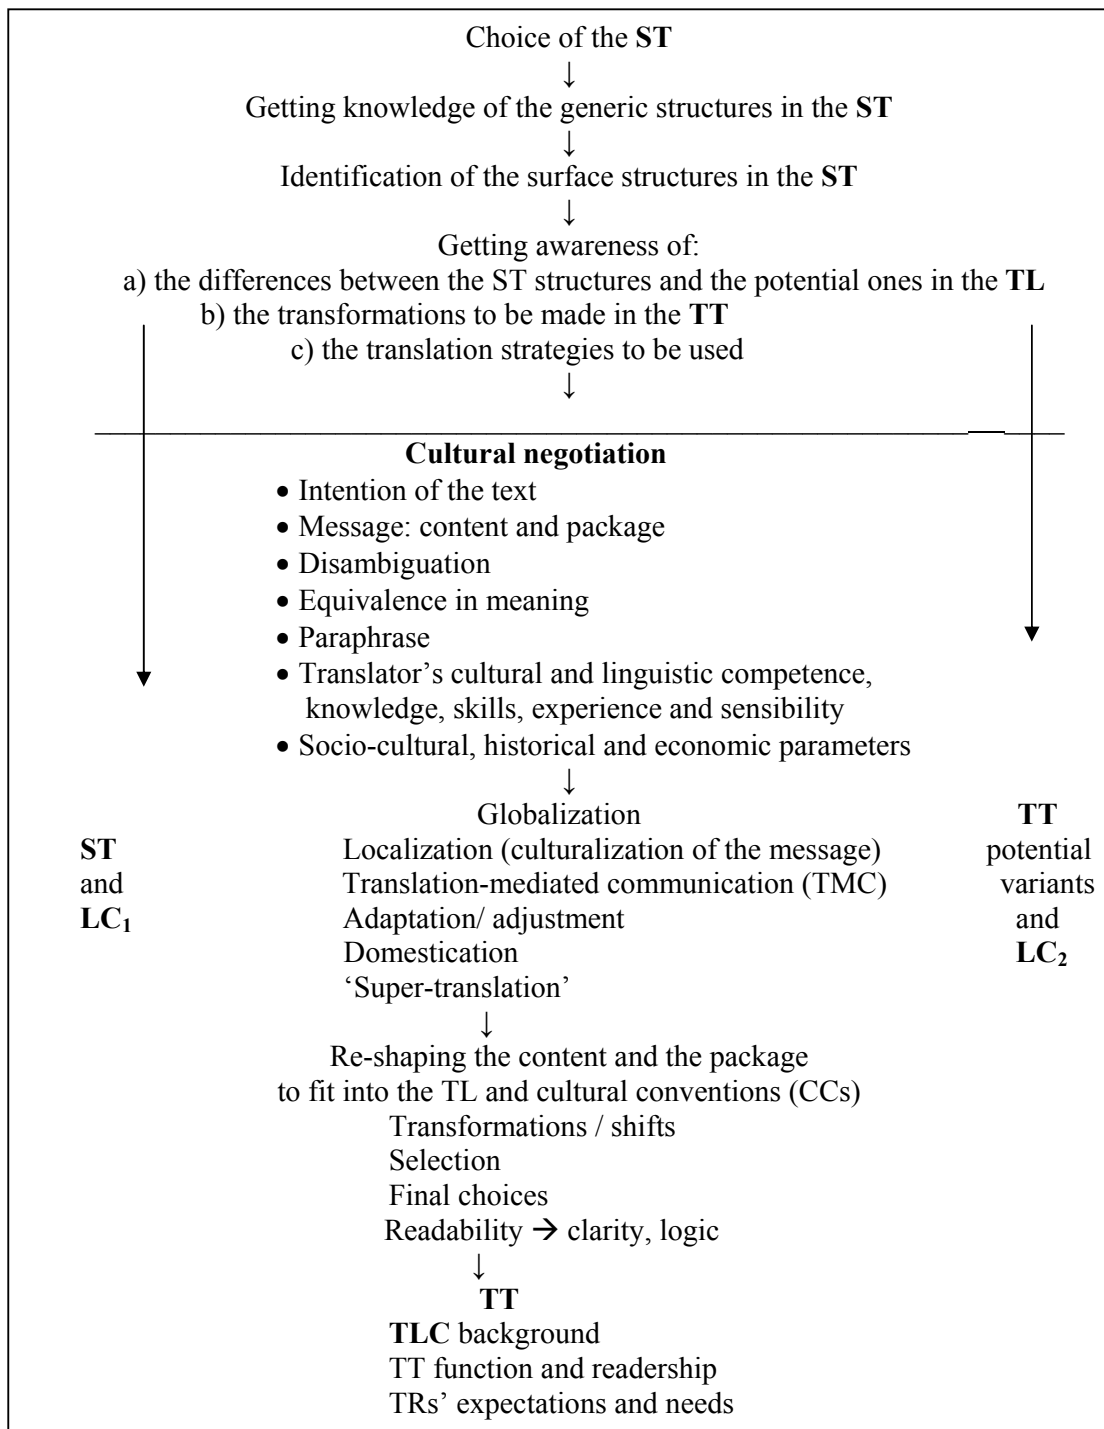 Choice of the ST
↓
Getting knowledge of the generic structures in the ST
↓
Identification of the surface structures in the ST
↓
Getting awareness of:
a) the differences between the ST structures and the potential ones in the TL
b) the transformations to be made in the TT
c) the translation strategies to be used
↓
Cultural negotiation
• Intention of the text
• Message: content and package
• Disambiguation
• Equivalence in meaning
• Paraphrase
• Translator’s cultural and linguistic competence,
knowledge, skills, experience and sensibility
• Socio-cultural, historical and economic parameters
↓
Globalization TT
ST Localization (culturalization of the message) potential
and Translation-mediated communication (TMC) variants
LC₁ Adaptation/ adjustment and
Domestication LC₂
‘Super-translation’
↓
Re-shaping the content and the package
to fit into the TL and cultural conventions (CCs)
Transformations / shifts
Selection
Final choices
Readability → clarity, logic
↓
TT
TLC background
TT function and readership
TRs’ expectations and needs